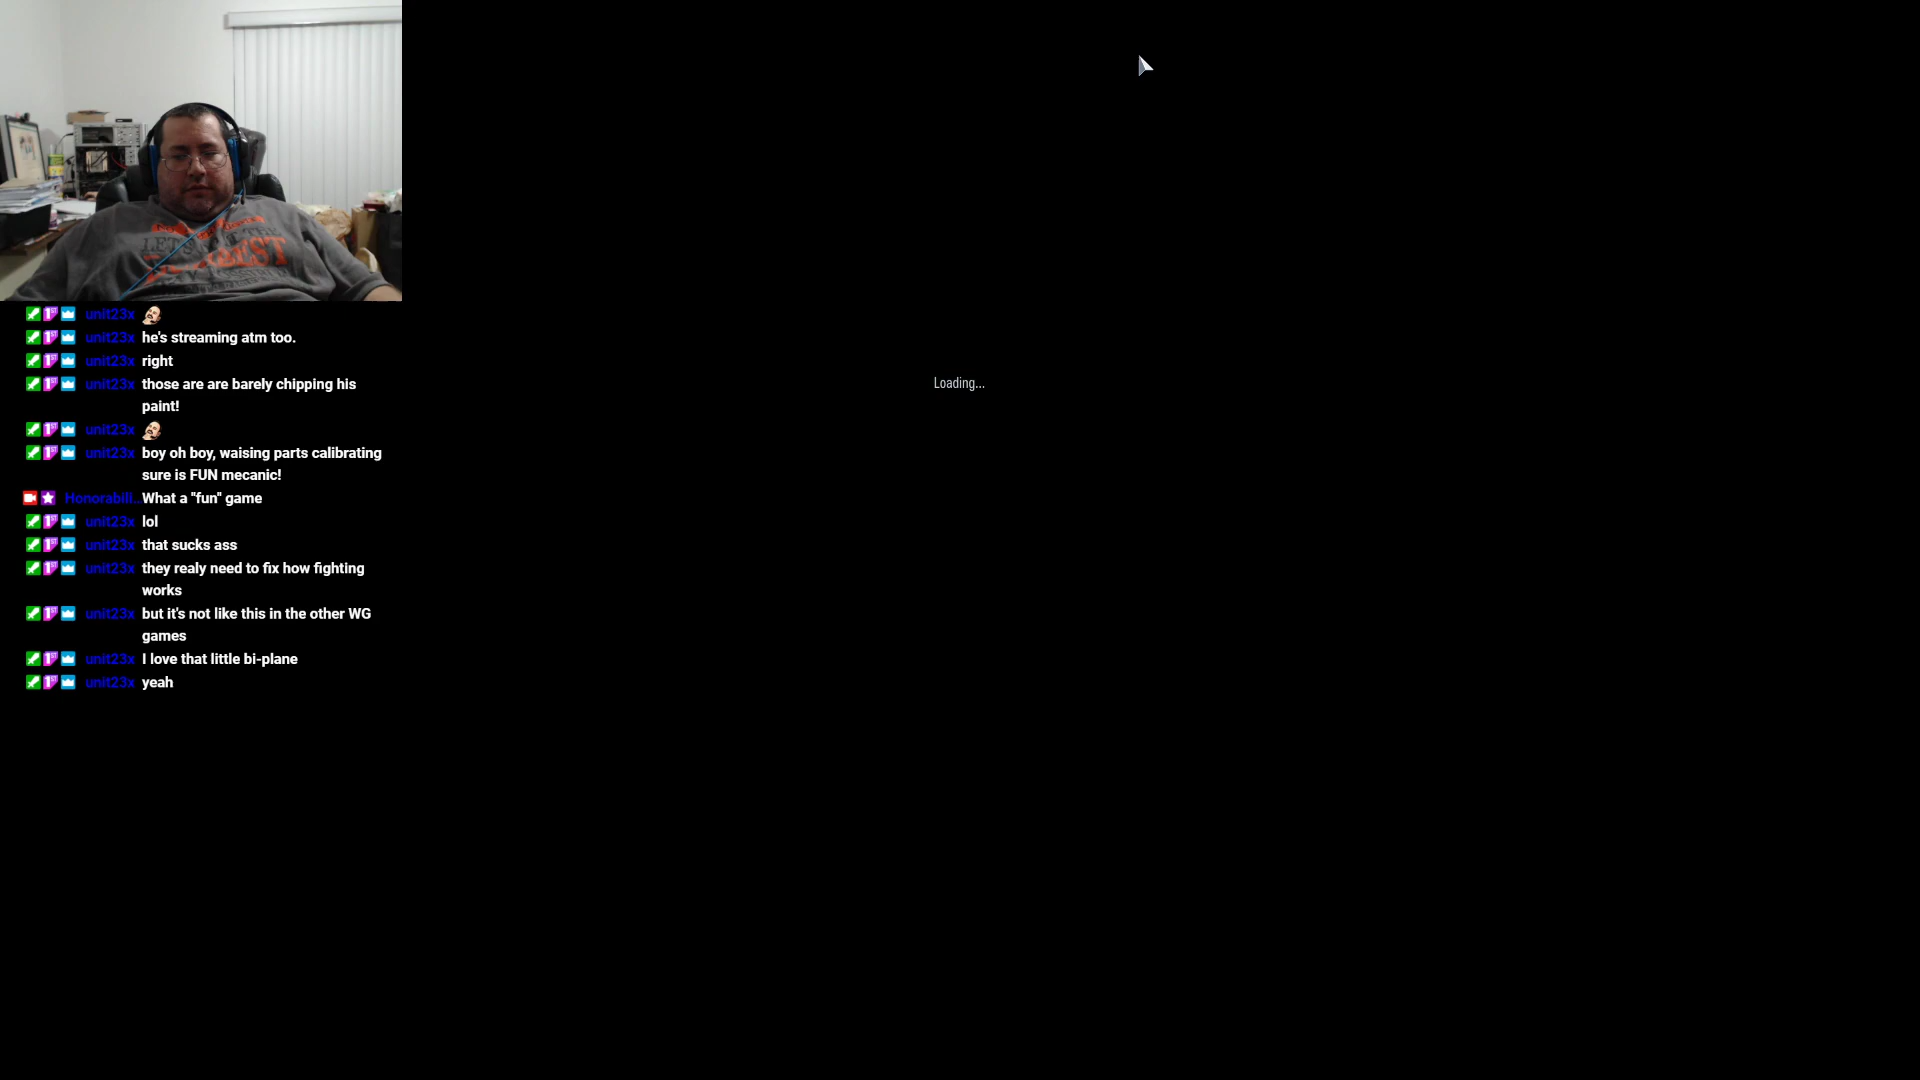 LET'S
unit23x
unit23x he's streaming atm too.
unit23x right
unit23x those are are barely chipping his
paint!
unit23x
unit23x boy oh boy, waising parts calibrating
sure is FUN mecanic!
Honorabili... What a "fun" game
unit23x lol
unit23x that sucks ass
unit23x they realy need to fix how fighting
works
unit23x but it's not like this in the other WG
games
unit23x I love that little bi-plane
unit23x yeah
Loading...